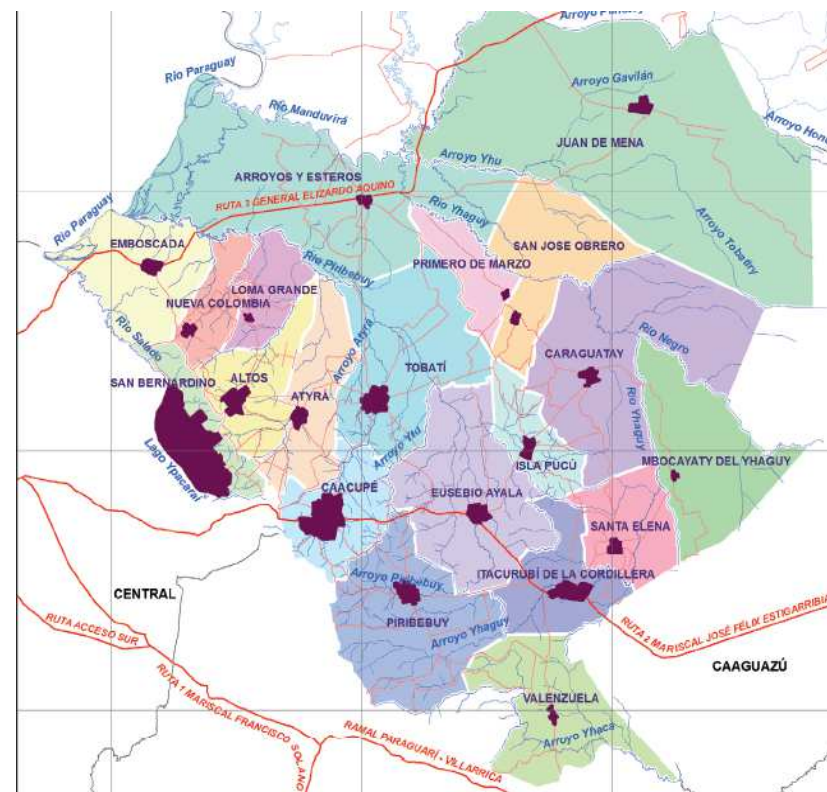 Río Paraguay
Arroyo Gavilán
Río Manduvirá
JUAN DE MENA
Arroyo Yhu
ARROYOS Y ESTEROS
RUTA 3 GENERAL ELIZARDO AQUINO
Río Yhaguy
Río Paraguay
EMBOSCADA
SAN JOSE OBRERO
Arroyo Tobatiry
PRIMERO DE MARZO
Río Piribebuy
LOMA GRANDE
NUEVA COLOMBIA
Río Salado
Arroyo Atyrá
TOBATÍ
CARAGUATAY
Río Negro
SAN BERNARDINO
ALTOS
ATYRÁ
Río Yhaguy
Lago Ypacaraí
Arroyo Ytú
ISLA PUCÚ
MBOCAYATY DEL YHAGUY
CAACUPÉ
EUSEBIO AYALA
SANTA ELENA
CENTRAL
Arroyo Piribebuy
ITACURUBÍ DE LA CORDILLERA
PIRIBEBUY
Arroyo Yhaguy
RUTA ACCESO SUR
RUTA 2 MARISCAL JOSÉ FÉLIX ESTIGARRIBIA
CAAGUAZÚ
RUTA 1 MARISCAL FRANCISCO SOLANO
VALENZUELA
RAMAL PARAGUARÍ - VILLARRICA
Arroyo Yhaca